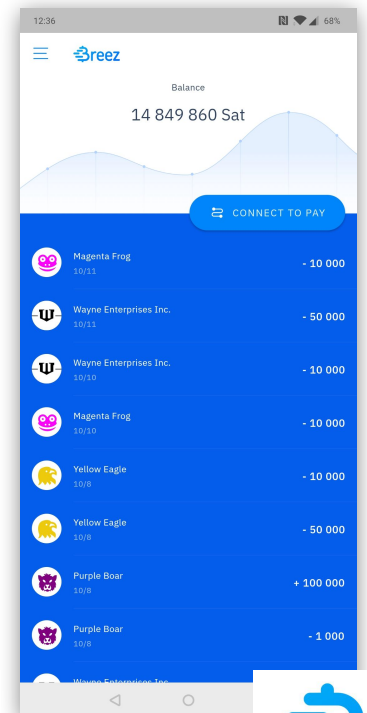 12:36
68%
Breez
Balance
14 849 860 Sat
CONNECT TO PAY
Magenta Frog
- 10 000
10/11
Wayne Enterprises Inc.
- 50 000
10/11
Wayne Enterprises Inc.
- 10 000
10/10
Magenta Frog
- 10 000
10/10
Yellow Eagle
- 10 000
10/8
Yellow Eagle
- 50 000
10/8
Purple Boar
+ 100 000
10/8
Purple Boar
- 1 000
10/8
Wayne Enterprises Inc.